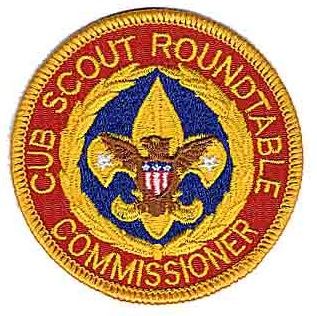 CUB SCOUT ROUNDTABLE
COMMISSIONER